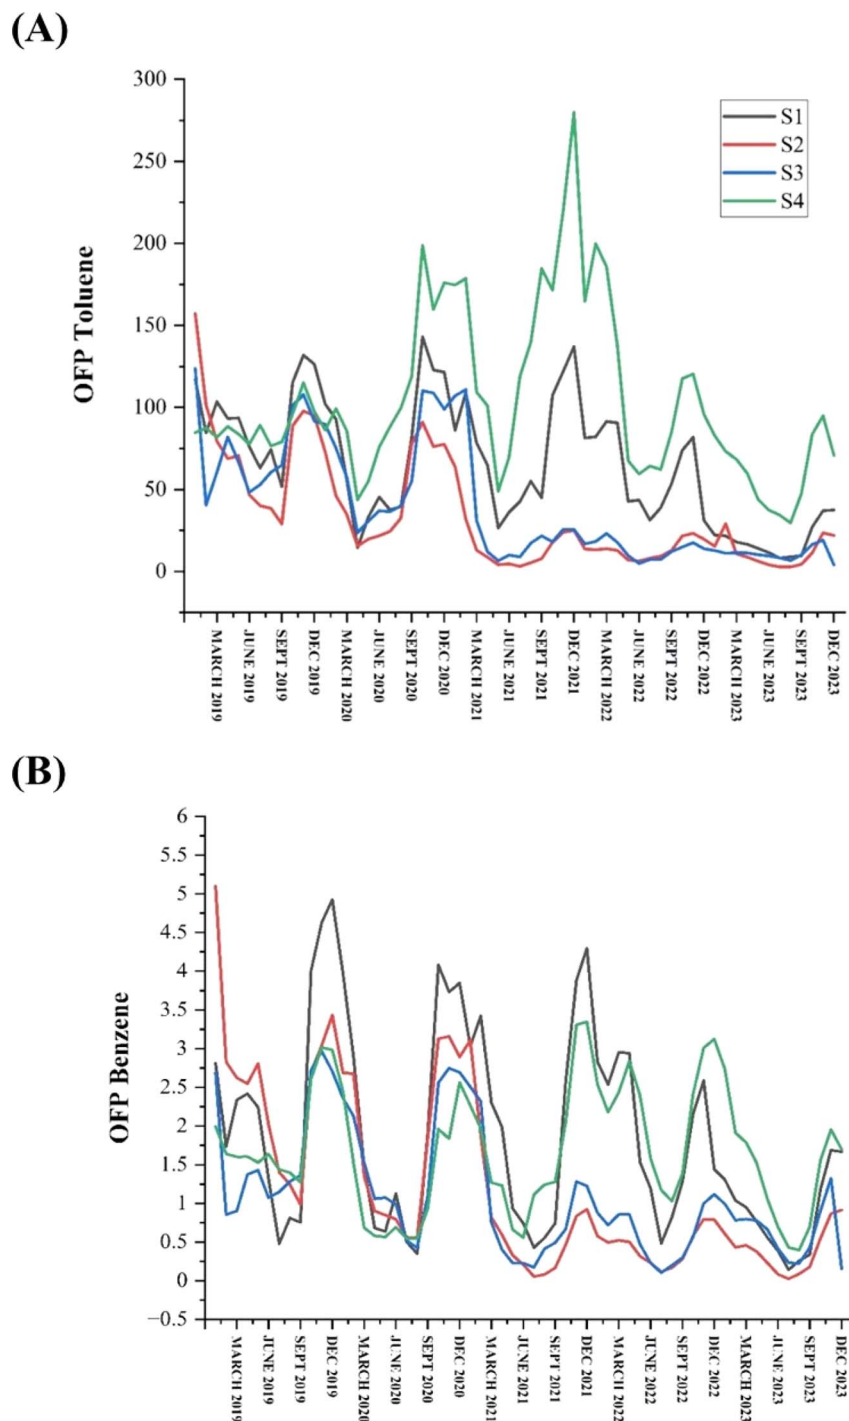 (A)
300
250
200
150
100
50
0
OFP Toluene
S1
S2
S3
S4
MARCH 2019
JUNE 2019
SEPT 2019
DEC 2019
MARCH 2020
JUNE 2020
SEPT 2020
DEC 2020
MARCH 2021
JUNE 2021
SEPT 2021
DEC 2021
MARCH 2022
JUNE 2022
SEPT 2022
DEC 2022
MARCH 2023
JUNE 2023
SEPT 2023
DEC 2023
(B)
6
5.5
5
4.5
4
3.5
3
2.5
2
1.5
1
0.5
0
−0.5
OFP Benzene
MARCH 2019
JUNE 2019
SEPT 2019
DEC 2019
MARCH 2020
JUNE 2020
SEPT 2020
DEC 2020
MARCH 2021
JUNE 2021
SEPT 2021
DEC 2021
MARCH 2022
JUNE 2022
SEPT 2022
DEC 2022
MARCH 2023
JUNE 2023
SEPT 2023
DEC 2023